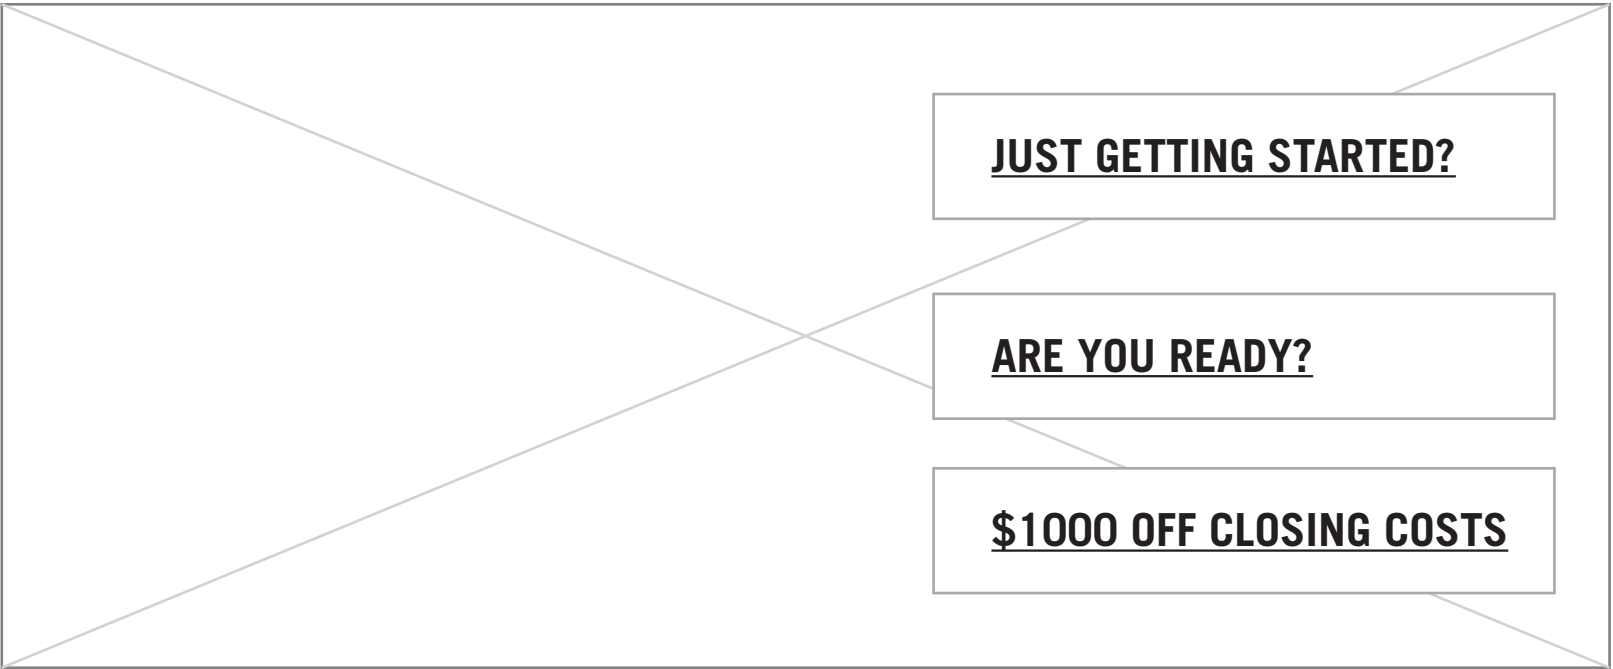 JUST GETTING STARTED?
ARE YOU READY?
$1000 OFF CLOSING COSTS